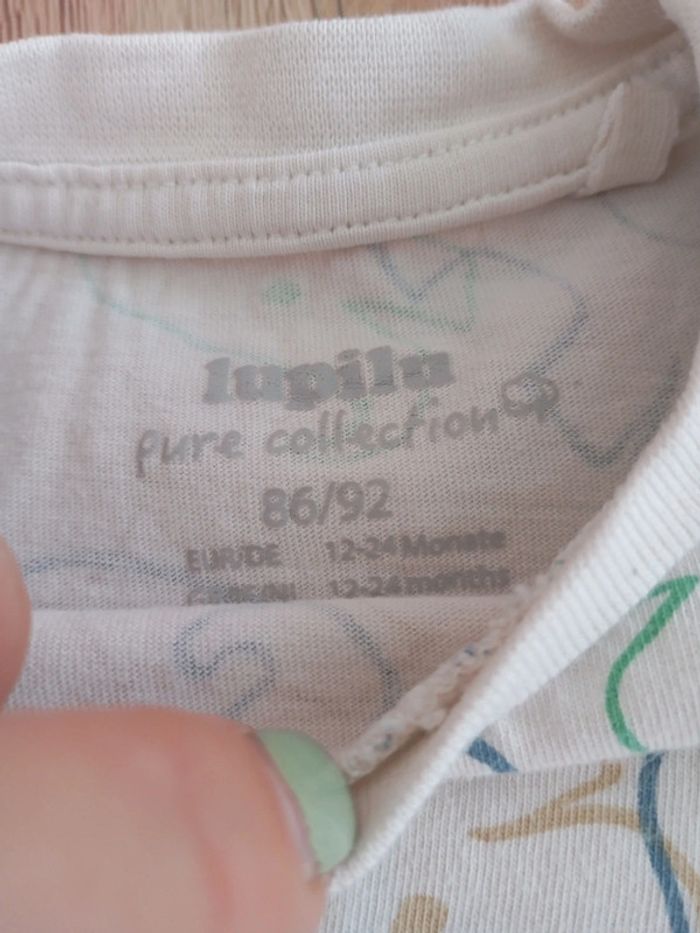 lupilu
pure collection
86/92
EUR/DE 12-24 Monate
12-24 months